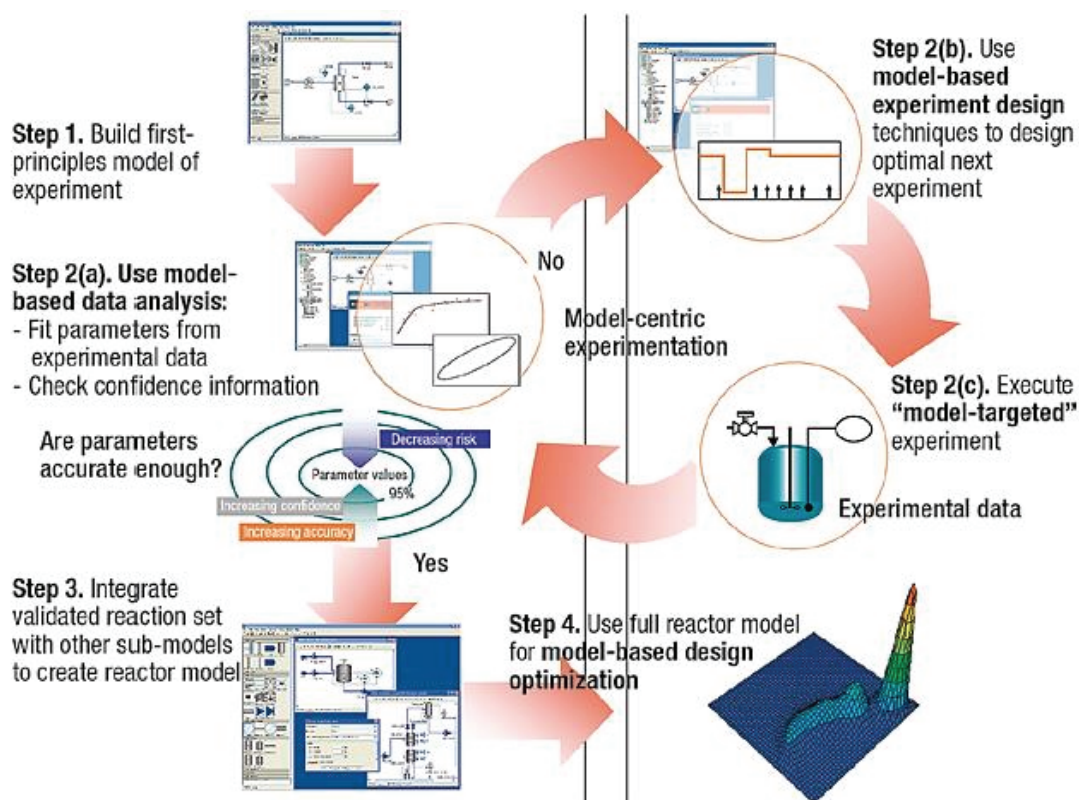 Step 1. Build first-
principles model of
experiment
Step 2(b). Use
model-based
experiment design
techniques to design
optimal next
experiment
Step 2(a). Use model-
based data analysis:
- Fit parameters from
experimental data
- Check confidence information
No
Model-centric
experimentation
Step 2(c). Execute
“model-targeted”
experiment
Experimental data
Are parameters
accurate enough?
Decreasing risk
Parameter values
95%
Increasing confidence
Increasing accuracy
Yes
Step 3. Integrate
validated reaction set
with other sub-models
to create reactor model
Step 4. Use full reactor model
for model-based design
optimization